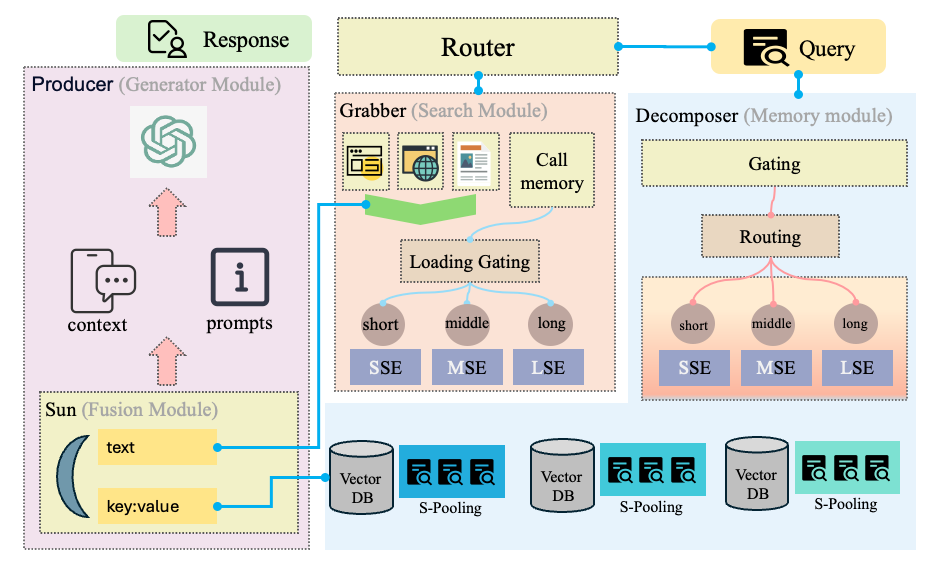 Response
Router
Query
Producer (Generator Module)
context
prompts
Sun (Fusion Module)
text
key:value
Grabber (Search Module)
Call
memory
Loading Gating
short
middle
long
SSE
MSE
LSE
Decomposer (Memory module)
Gating
Routing
short
middle
long
SSE
MSE
LSE
Vector
DB
S-Pooling
Vector
DB
S-Pooling
Vector
DB
S-Pooling